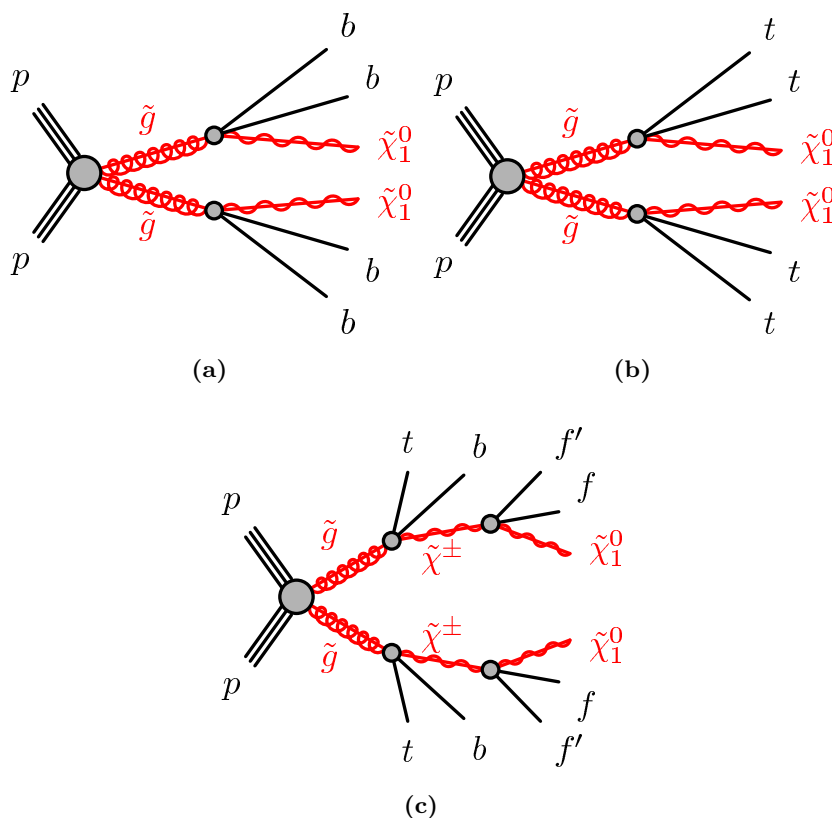 b b
p b b
g̃ χ̃₁⁰
g̃ χ̃₁⁰
p b
b
(a)
t
p t
g̃ χ̃₁⁰
g̃ χ̃₁⁰
p t
t
(b)
t b f′
p f
g̃ χ̃± χ̃₁⁰
g̃ χ̃± χ̃₁⁰
p f
t b f′
(c)